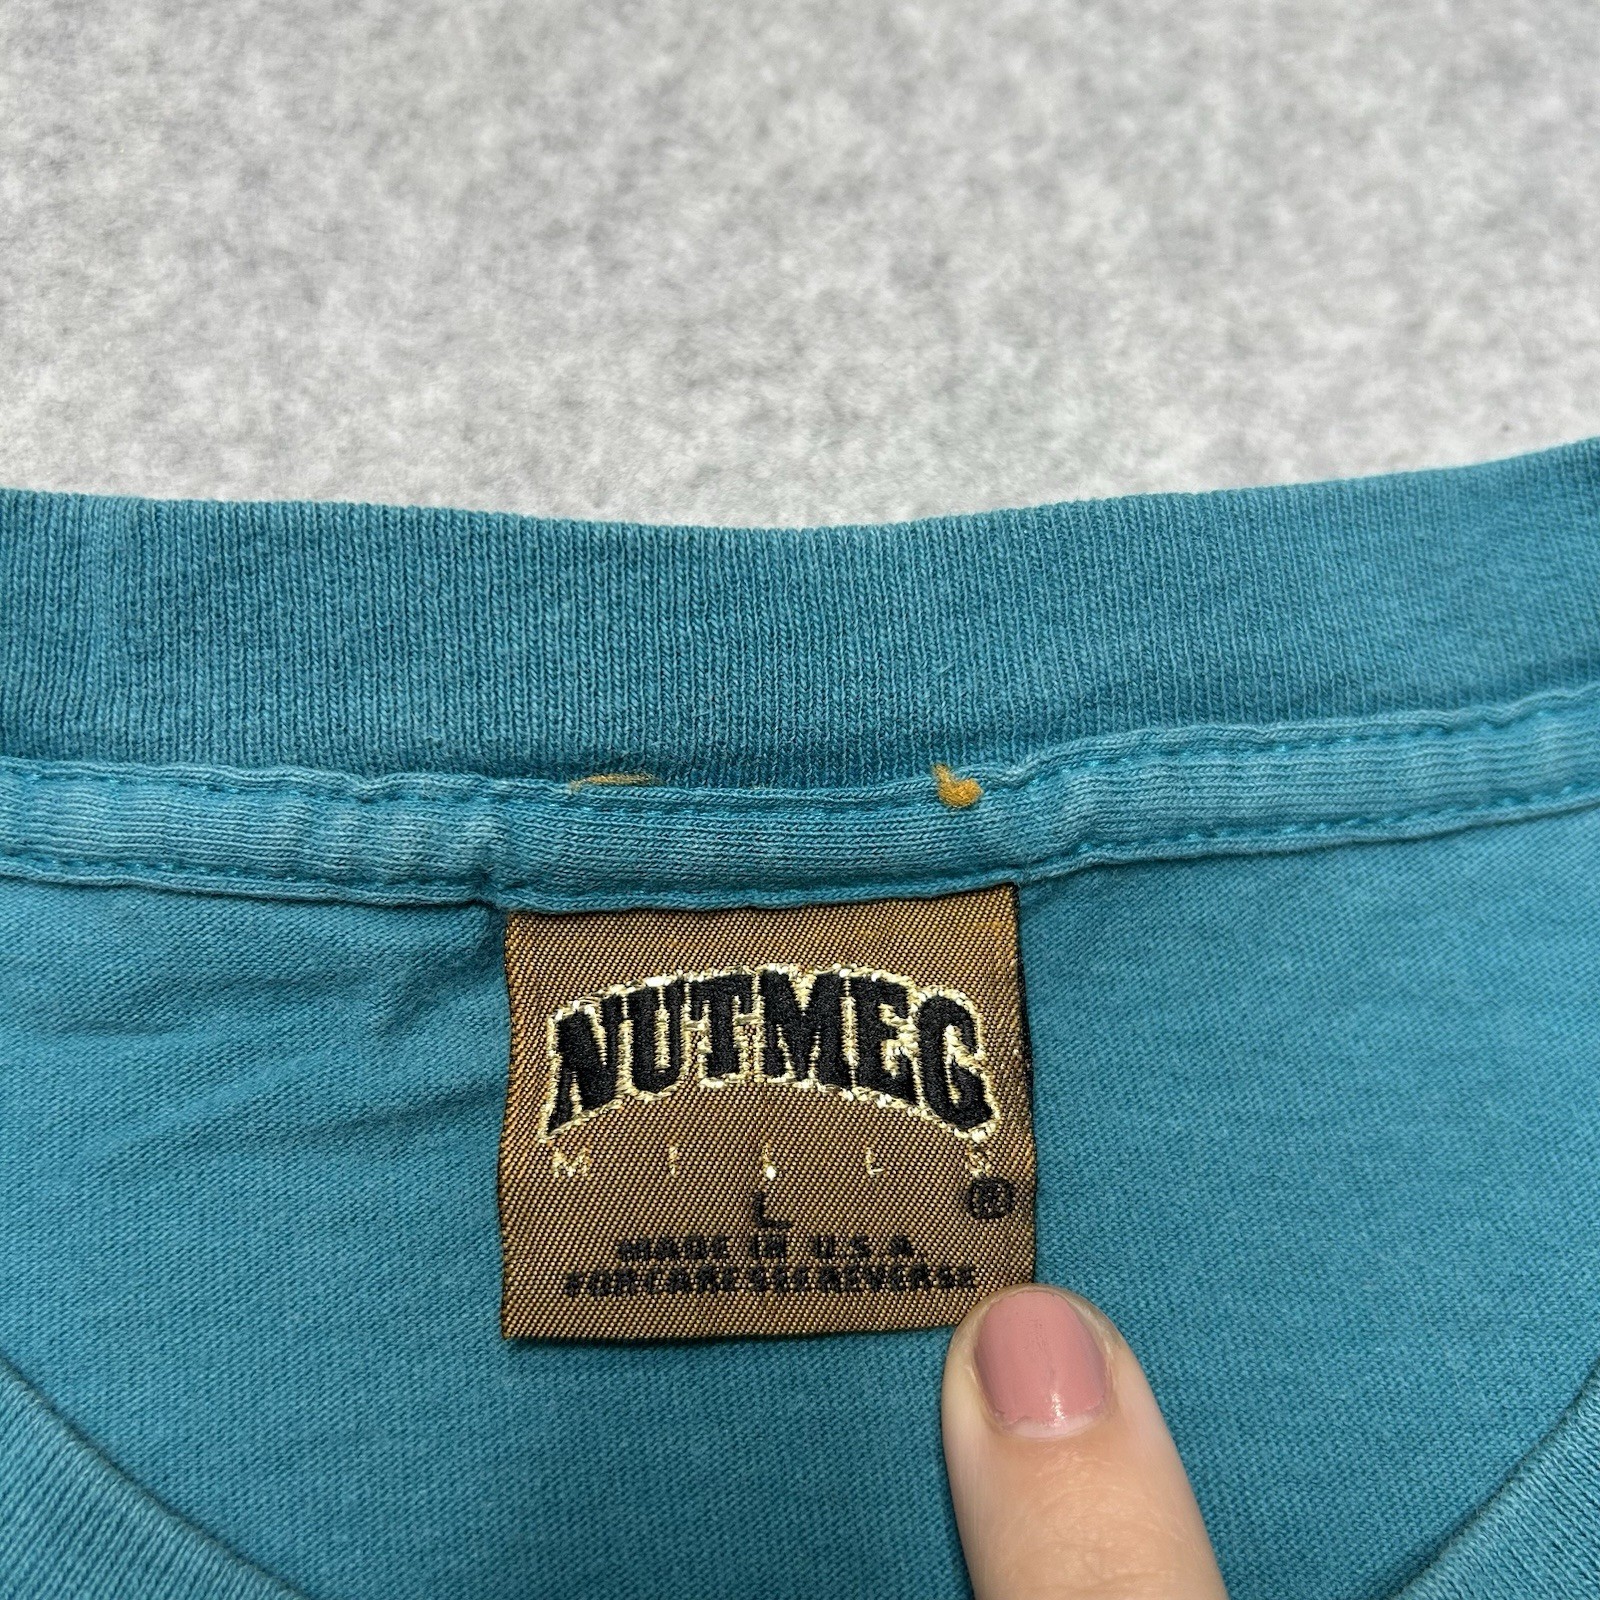 NUTMEG
MILLS
®
L
MADE IN U.S.A.
FOR CARE SEE REVERSE